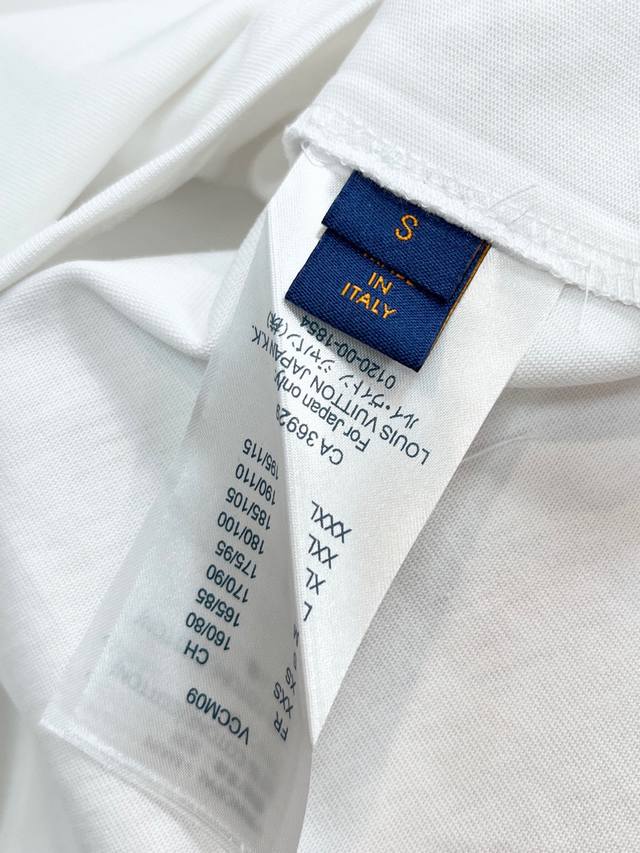 S
IN
ITALY
VCCM09
FR CH
XXS 160/80
XS 165/85
S 170/90
M 175/95
L 180/100
XL 185/105
XXL 190/110
XXXL 195/115
CA 36929
For Japan only
LOUIS VUITTON JAPAN K.K.
ルイ・ヴィトン ジャパン(株)
0120-00-1854